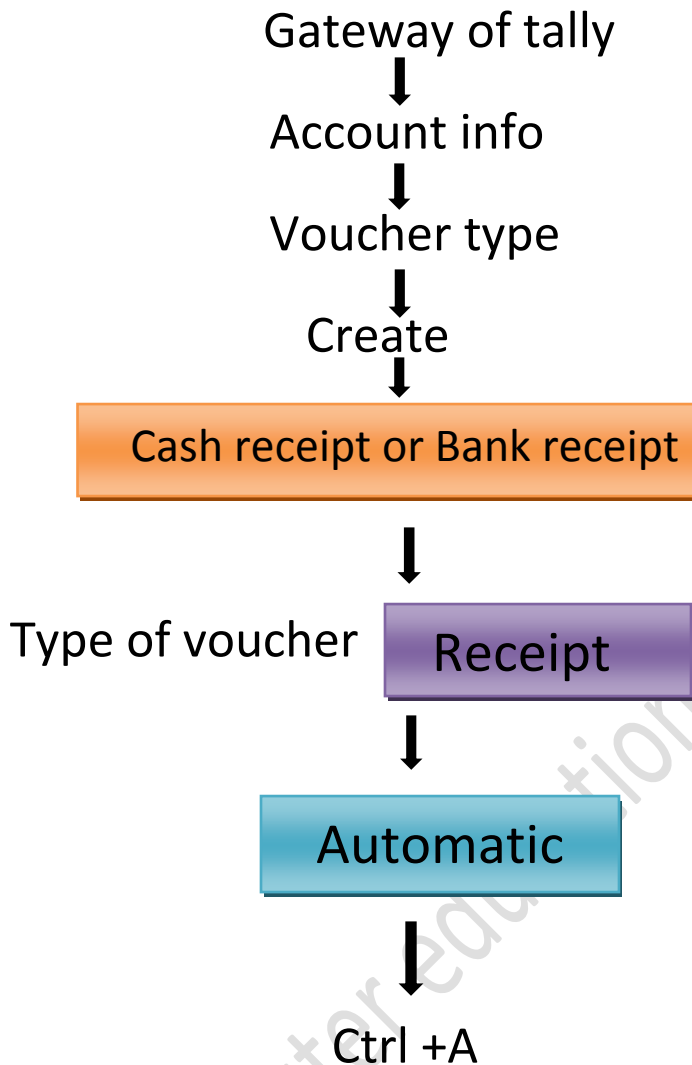 Gateway of tally
Account info
Voucher type
Create
Cash receipt or Bank receipt
Type of voucher Receipt
Automatic
Ctrl +A